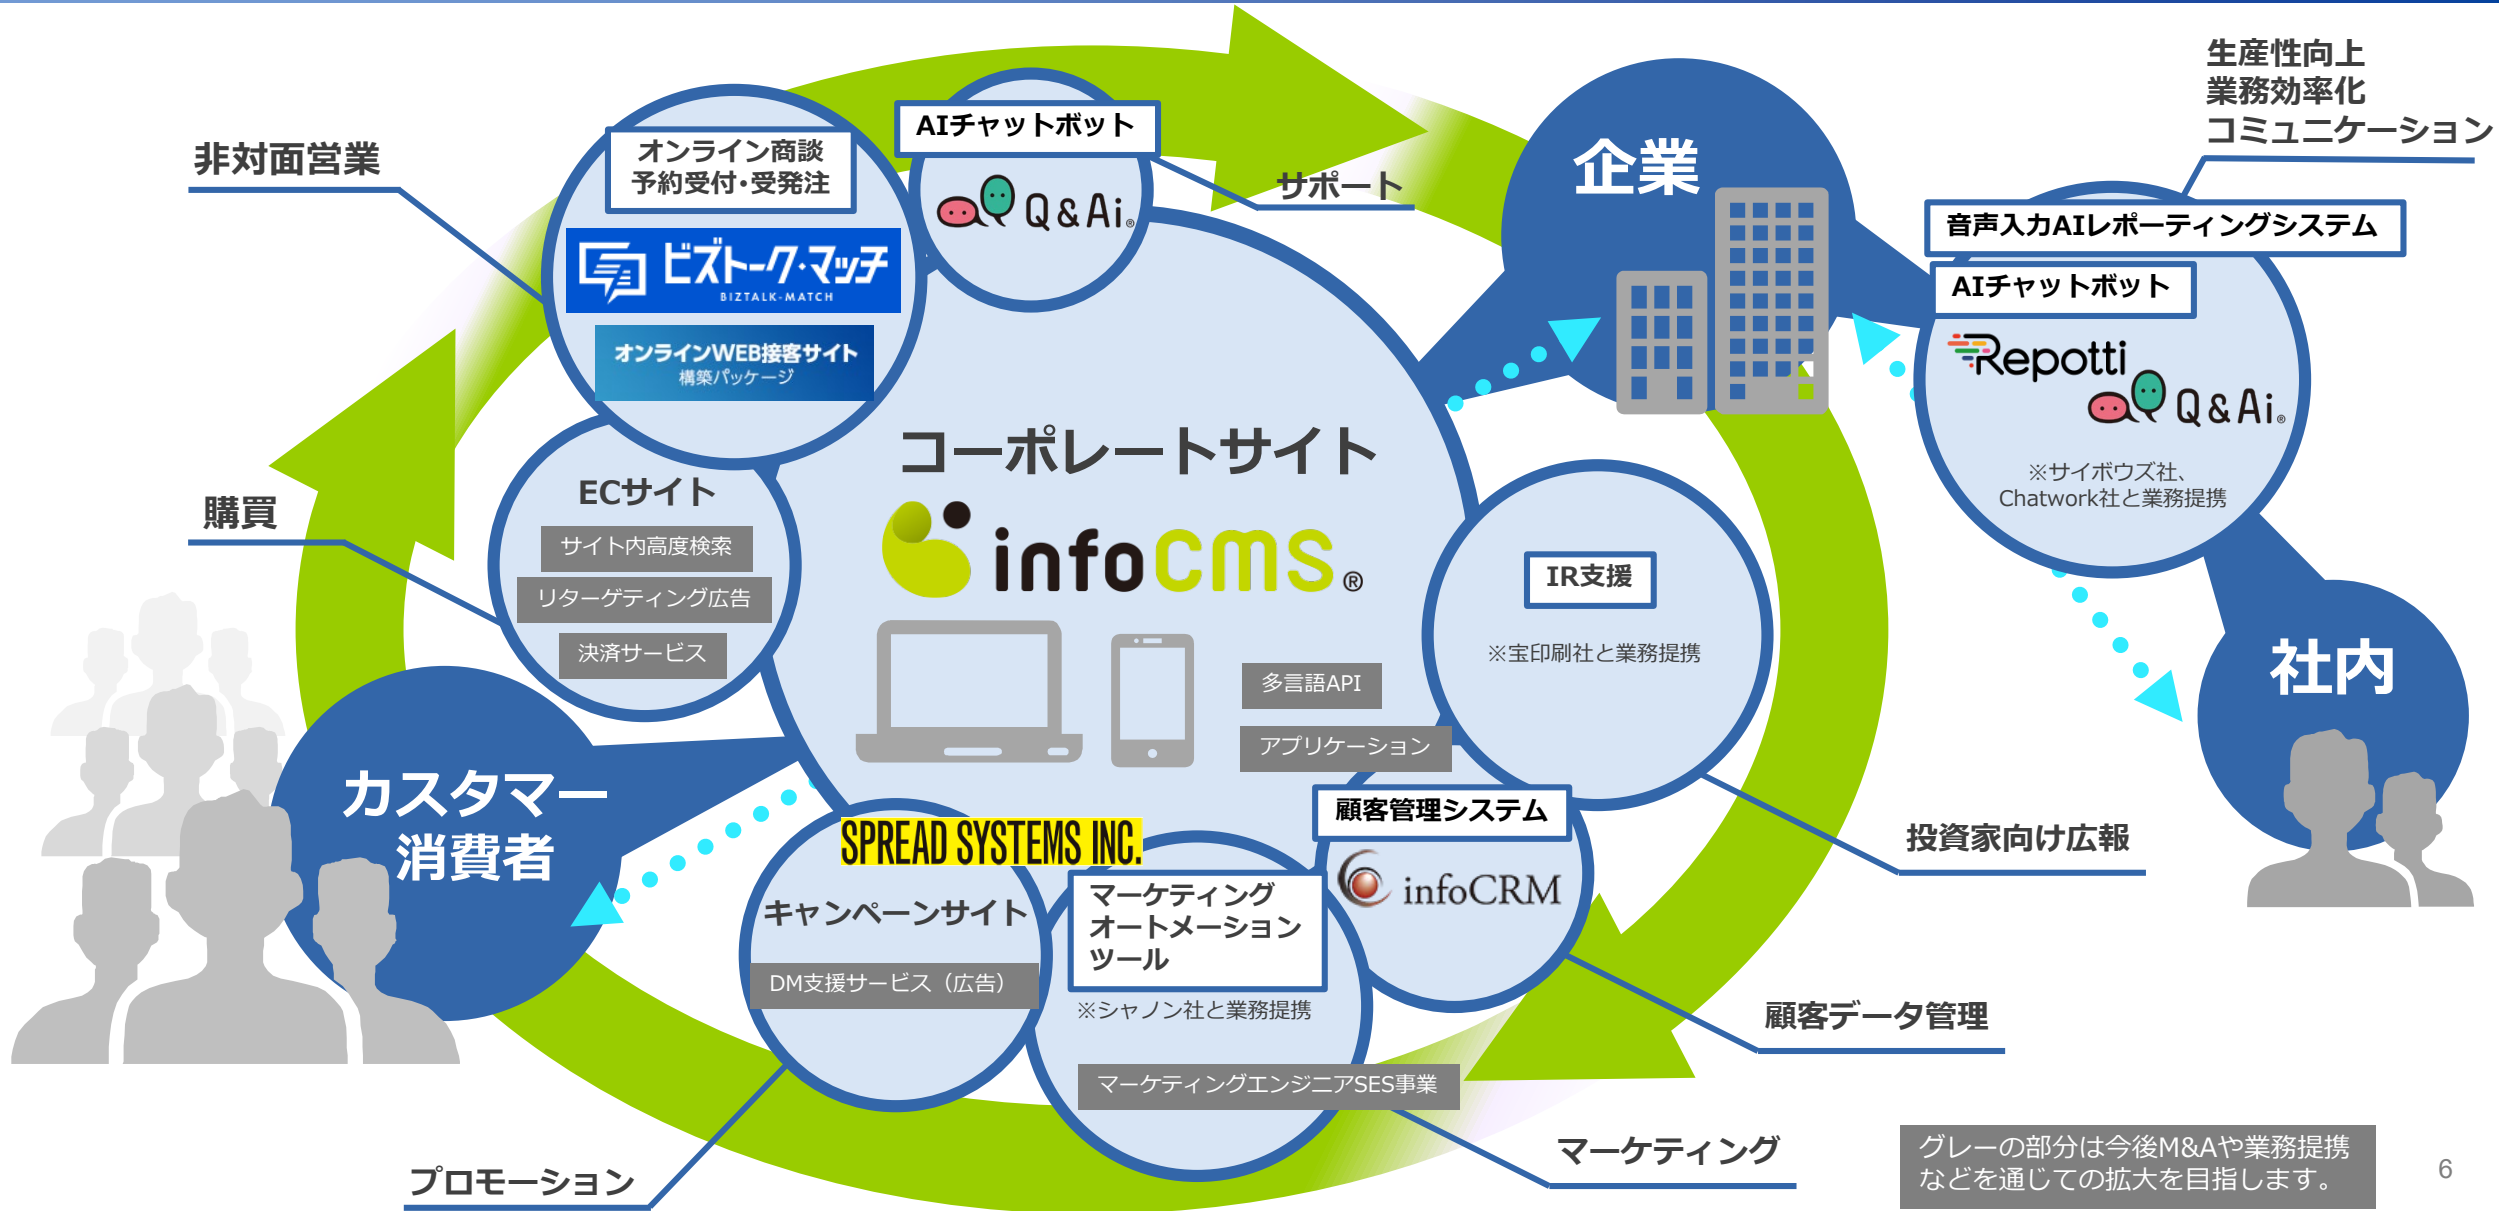 生産性向上
業務効率化
コミュニケーション
非対面営業
オンライン商談
予約受付・受発注
ビズトーク・マッチ
BIZTALK-MATCH
オンラインWEB接客サイト
構築パッケージ
AIチャットボット
Q&Ai®
サポート
企業
音声入力AIレポーティングシステム
AIチャットボット
Repotti
Q&Ai®
※サイボウズ社、
Chatwork社と業務提携
購買
ECサイト
サイト内高度検索
リターゲティング広告
決済サービス
コーポレートサイト
infoCMS®
多言語API
アプリケーション
IR支援
※宝印刷社と業務提携
社内
カスタマー
消費者
SPREAD SYSTEMS INC.
キャンペーンサイト
DM支援サービス（広告）
マーケティング
オートメーション
ツール
※シャノン社と業務提携
マーケティングエンジニアSES事業
顧客管理システム
infoCRM
投資家向け広報
顧客データ管理
マーケティング
プロモーション
グレーの部分は今後M&Aや業務提携
などを通じての拡大を目指します。
6